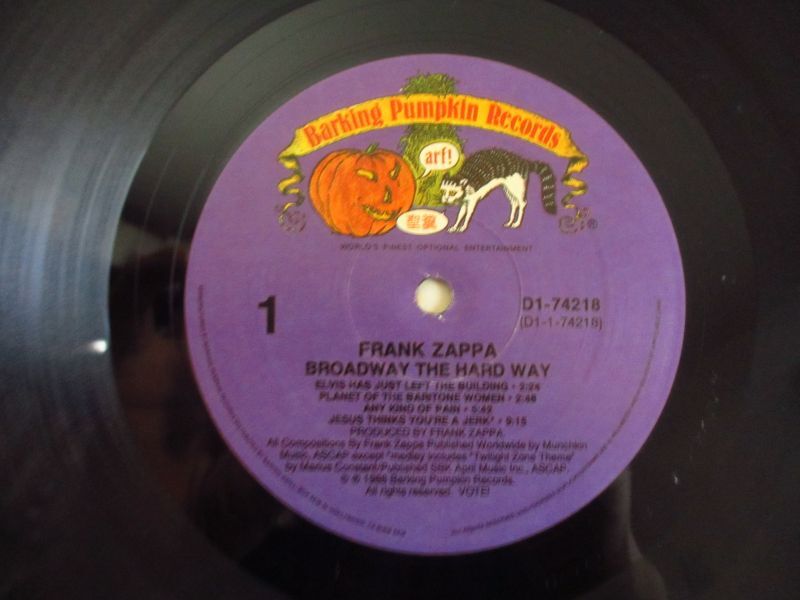 Barking Pumpkin Records
arf!
聖糞
WORLD'S FINEST OPTIONAL ENTERTAINMENT
®
1
D1-74218
(D1-1-74218)
FRANK ZAPPA
BROADWAY THE HARD WAY
ELVIS HAS JUST LEFT THE BUILDING • 2:24
PLANET OF THE BARITONE WOMEN • 2:48
ANY KIND OF PAIN • 5:42
JESUS THINKS YOU'RE A JERK* • 9:15
PRODUCED BY FRANK ZAPPA
All Compositions By Frank Zappa Published Worldwide by Munchkin
Music, ASCAP except *medley includes "Twilight Zone Theme"
by Marius Constant/Published SBK April Music Inc., ASCAP.
℗ © 1988 Barking Pumpkin Records.
All rights reserved. VOTE!